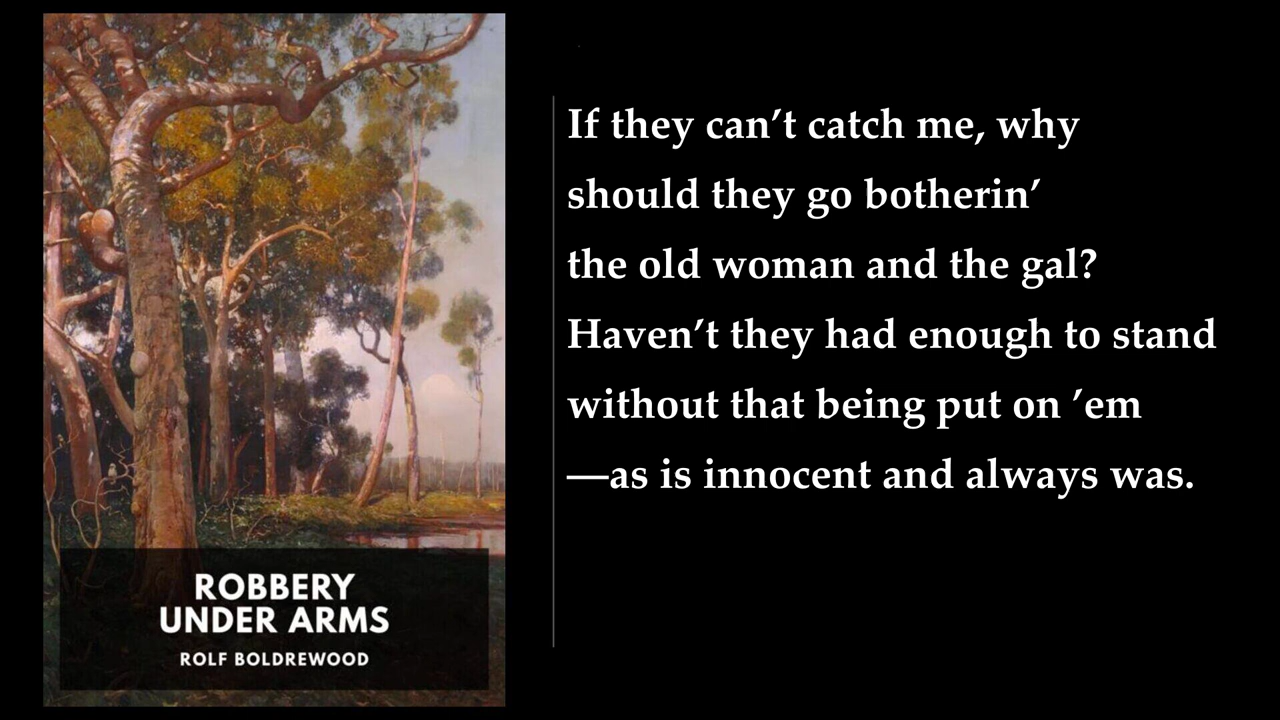 If they can’t catch me, why
should they go botherin’
the old woman and the gal?
Haven’t they had enough to stand
without that being put on ’em
—as is innocent and always was.
ROBBERY
UNDER ARMS
ROLF BOLDREWOOD